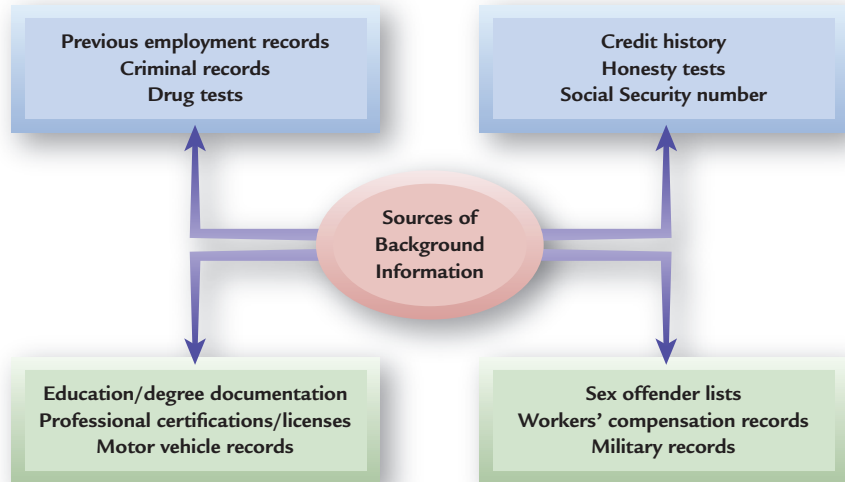 Previous employment records
Criminal records
Drug tests
Credit history
Honesty tests
Social Security number
Sources of
Background
Information
Education/degree documentation
Professional certifications/licenses
Motor vehicle records
Sex offender lists
Workers’ compensation records
Military records